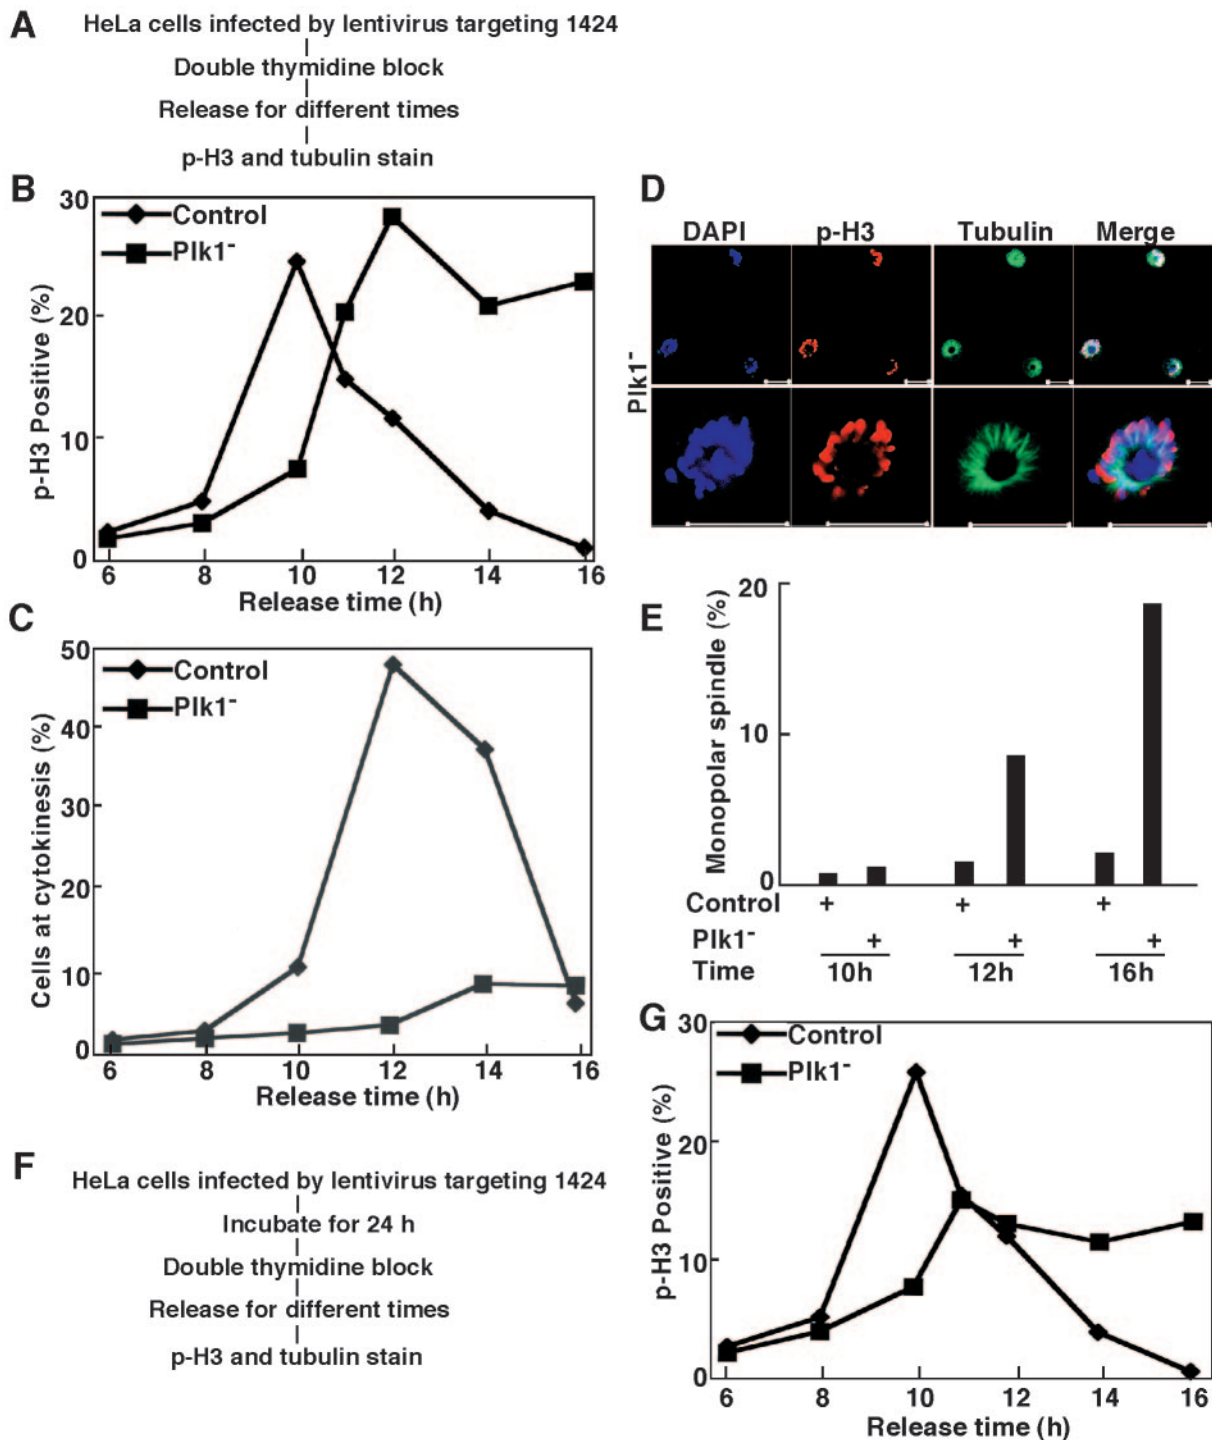 A
HeLa cells infected by lentivirus targeting 1424
Double thymidine block
Release for different times
p-H3 and tubulin stain
B
30
20
10
0
p-H3 Positive (%)
Control
Plk1-
6 8 10 12 14 16
Release time (h)
C
50
40
30
20
10
0
Cells at cytokinesis (%)
Control
Plk1-
6 8 10 12 14 16
Release time (h)
D
DAPI p-H3 Tubulin Merge
Plk1-
E
20
10
0
Monopolar spindle (%)
Control + + +
Plk1- + + +
Time 10h 12h 16h
F
HeLa cells infected by lentivirus targeting 1424
Incubate for 24 h
Double thymidine block
Release for different times
p-H3 and tubulin stain
G
30
20
10
0
p-H3 Positive (%)
Control
Plk1-
6 8 10 12 14 16
Release time (h)